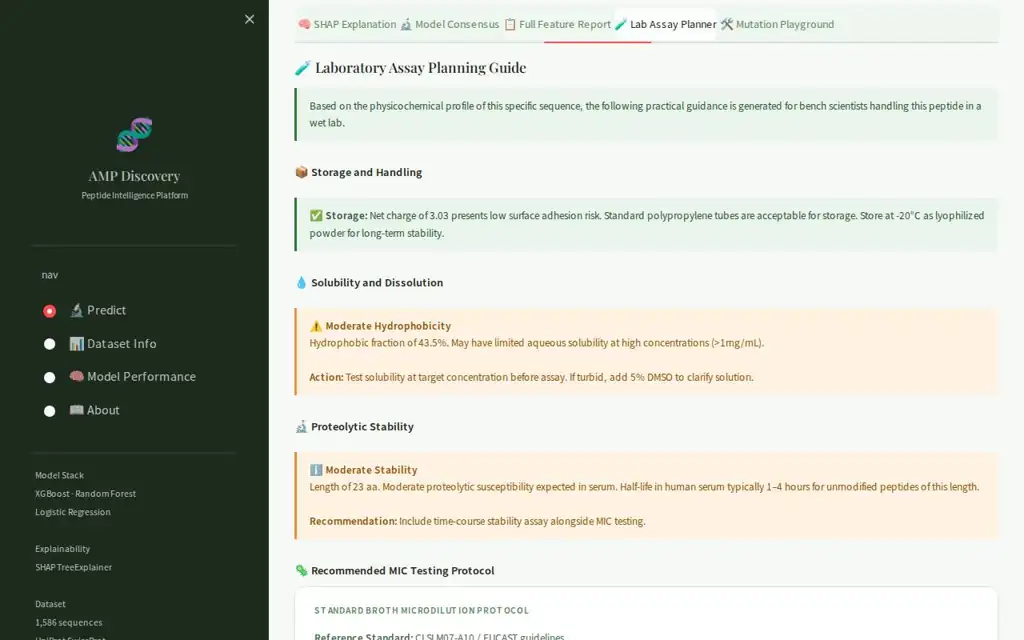 AMP Discovery
Peptide Intelligence Platform
nav
Predict
Dataset Info
Model Performance
About
Model Stack
XGBoost · Random Forest
Logistic Regression
Explainability
SHAP TreeExplainer
Dataset
1,586 sequences
UniProt SwissProt
SHAP Explanation Model Consensus Full Feature Report Lab Assay Planner Mutation Playground
Laboratory Assay Planning Guide
Based on the physicochemical profile of this specific sequence, the following practical guidance is generated for bench scientists handling this peptide in a
wet lab.
Storage and Handling
Storage: Net charge of 3.03 presents low surface adhesion risk. Standard polypropylene tubes are acceptable for storage. Store at -20°C as lyophilized
powder for long-term stability.
Solubility and Dissolution
Moderate Hydrophobicity
Hydrophobic fraction of 43.5%. May have limited aqueous solubility at high concentrations (>1mg/mL).
Action: Test solubility at target concentration before assay. If turbid, add 5% DMSO to clarify solution.
Proteolytic Stability
Moderate Stability
Length of 23 aa. Moderate proteolytic susceptibility expected in serum. Half-life in human serum typically 1–4 hours for unmodified peptides of this length.
Recommendation: Include time-course stability assay alongside MIC testing.
Recommended MIC Testing Protocol
STANDARD BROTH MICRODILUTION PROTOCOL
Reference Standard: CLSI M07-A10 / EUCAST guidelines